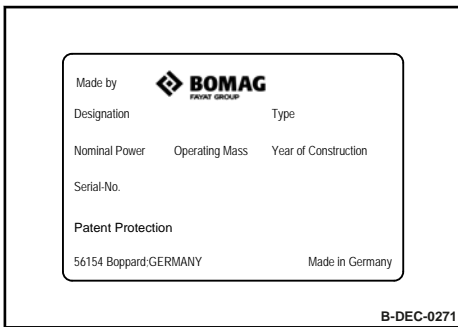 Made by BOMAG
FAYAT GROUP
Designation Type
Nominal Power Operating Mass Year of Construction
Serial-No.
Patent Protection
56154 Boppard;GERMANY Made in Germany
B-DEC-0271